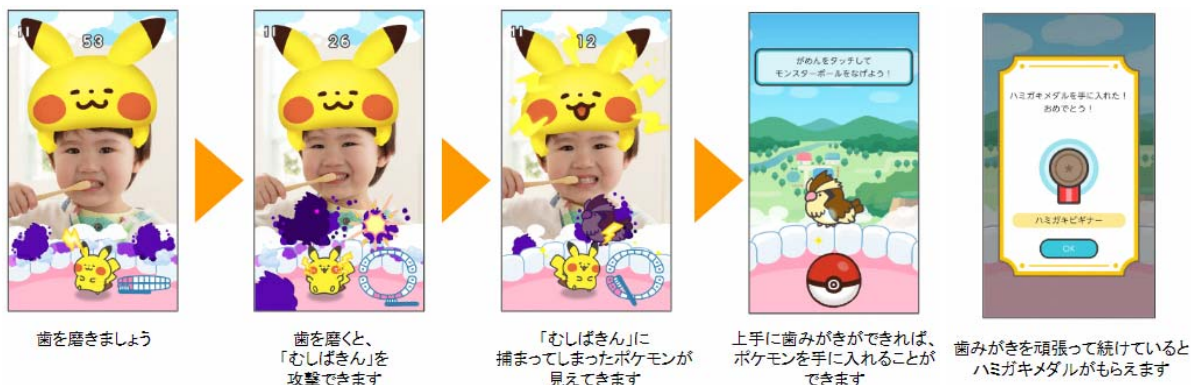 53
26
12
がめんをタッチして
モンスターボールをなげよう!
ハミガキメダルを手に入れた!
おめでとう!
ハミガキビギナー
OK
歯を磨きましょう
歯を磨くと、
「むしばきん」を
攻撃できます
「むしばきん」に
捕まってしまったポケモンが
見えてきます
上手に歯みがきができれば、
ポケモンを手に入れることが
できます
歯みがきを頑張って続けていると
ハミガキメダルがもらえます